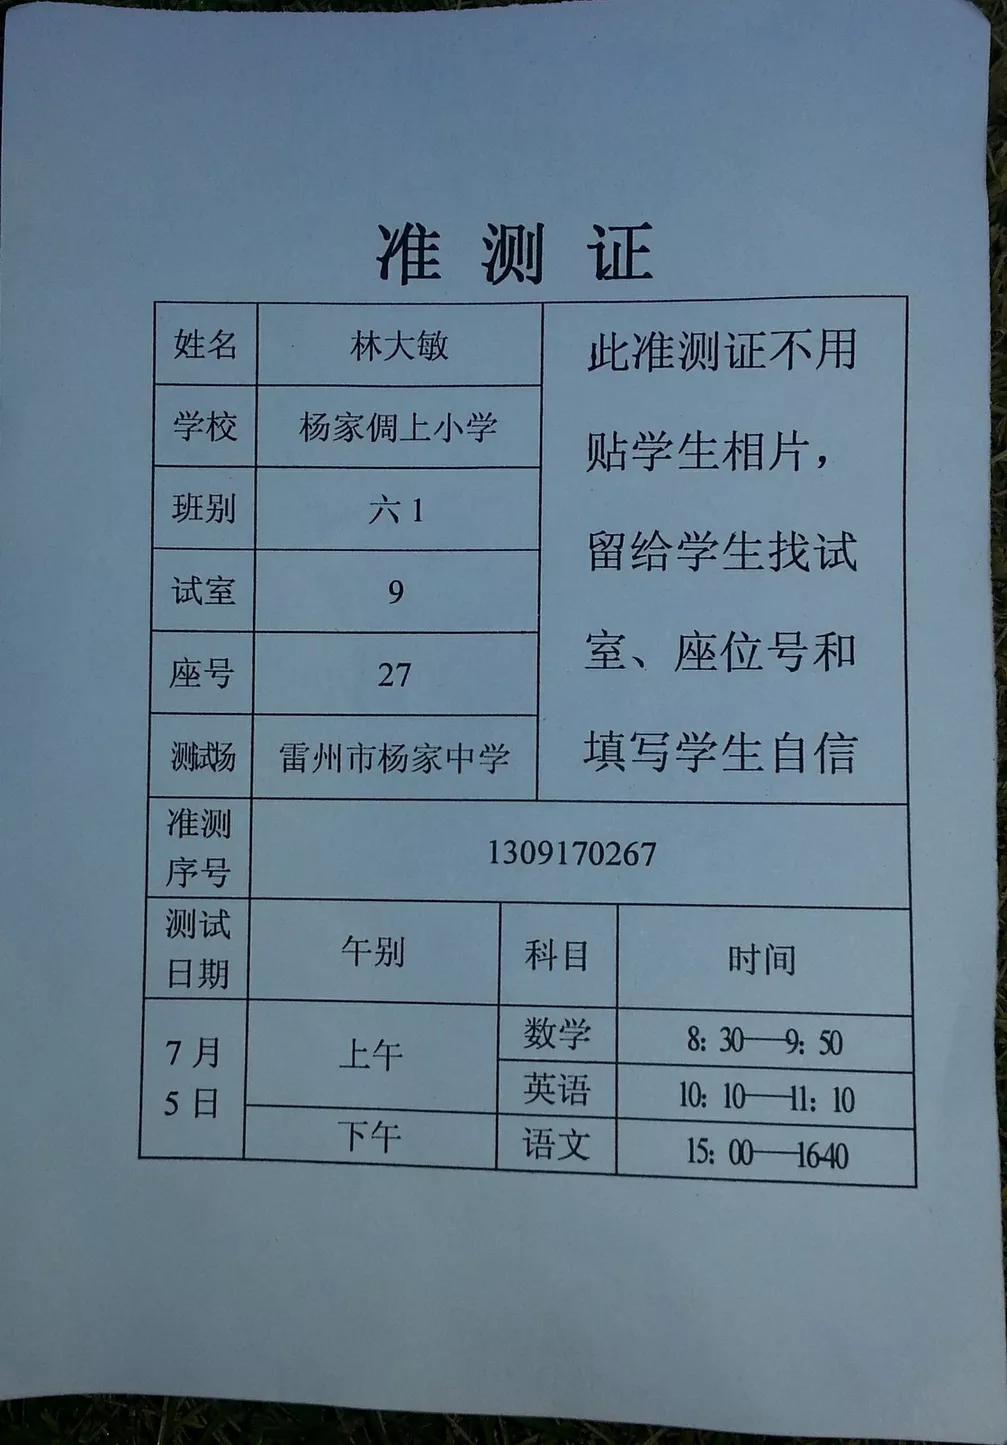 准测证
姓名 林大敏
学校 杨家倜上小学
班别 六1
试室 9
座号 27
测试场 雷州市杨家中学
此准测证不用
贴学生相片，
留给学生找试
室、座位号和
填写学生自信
准测
序号
1309170267
测试
日期
午别 科目 时间
7月
5日
上午
数学 8：30—9：50
英语 10：10—11：10
下午 语文 15：00—1640